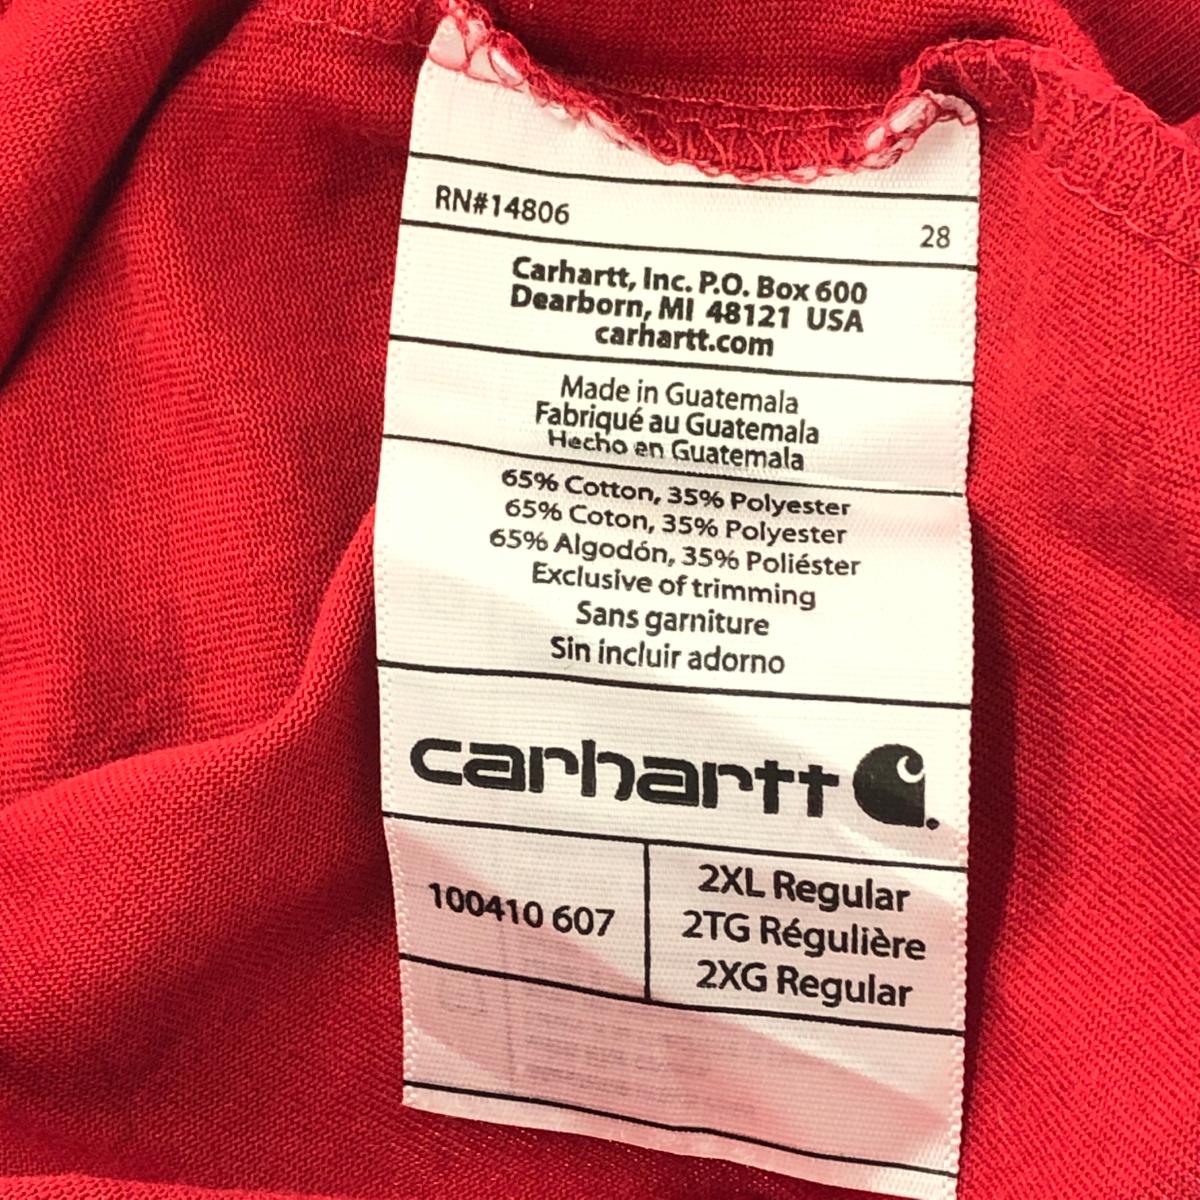 RN#14806
28
Carhartt, Inc. P.O. Box 600
Dearborn, MI 48121 USA
carhartt.com
Made in Guatemala
Fabriqué au Guatemala
Hecho en Guatemala
65% Cotton, 35% Polyester
65% Coton, 35% Polyester
65% Algodón, 35% Poliéster
Exclusive of trimming
Sans garniture
Sin incluir adorno
carhartt
100410 607
2XL Regular
2TG Régulière
2XG Regular